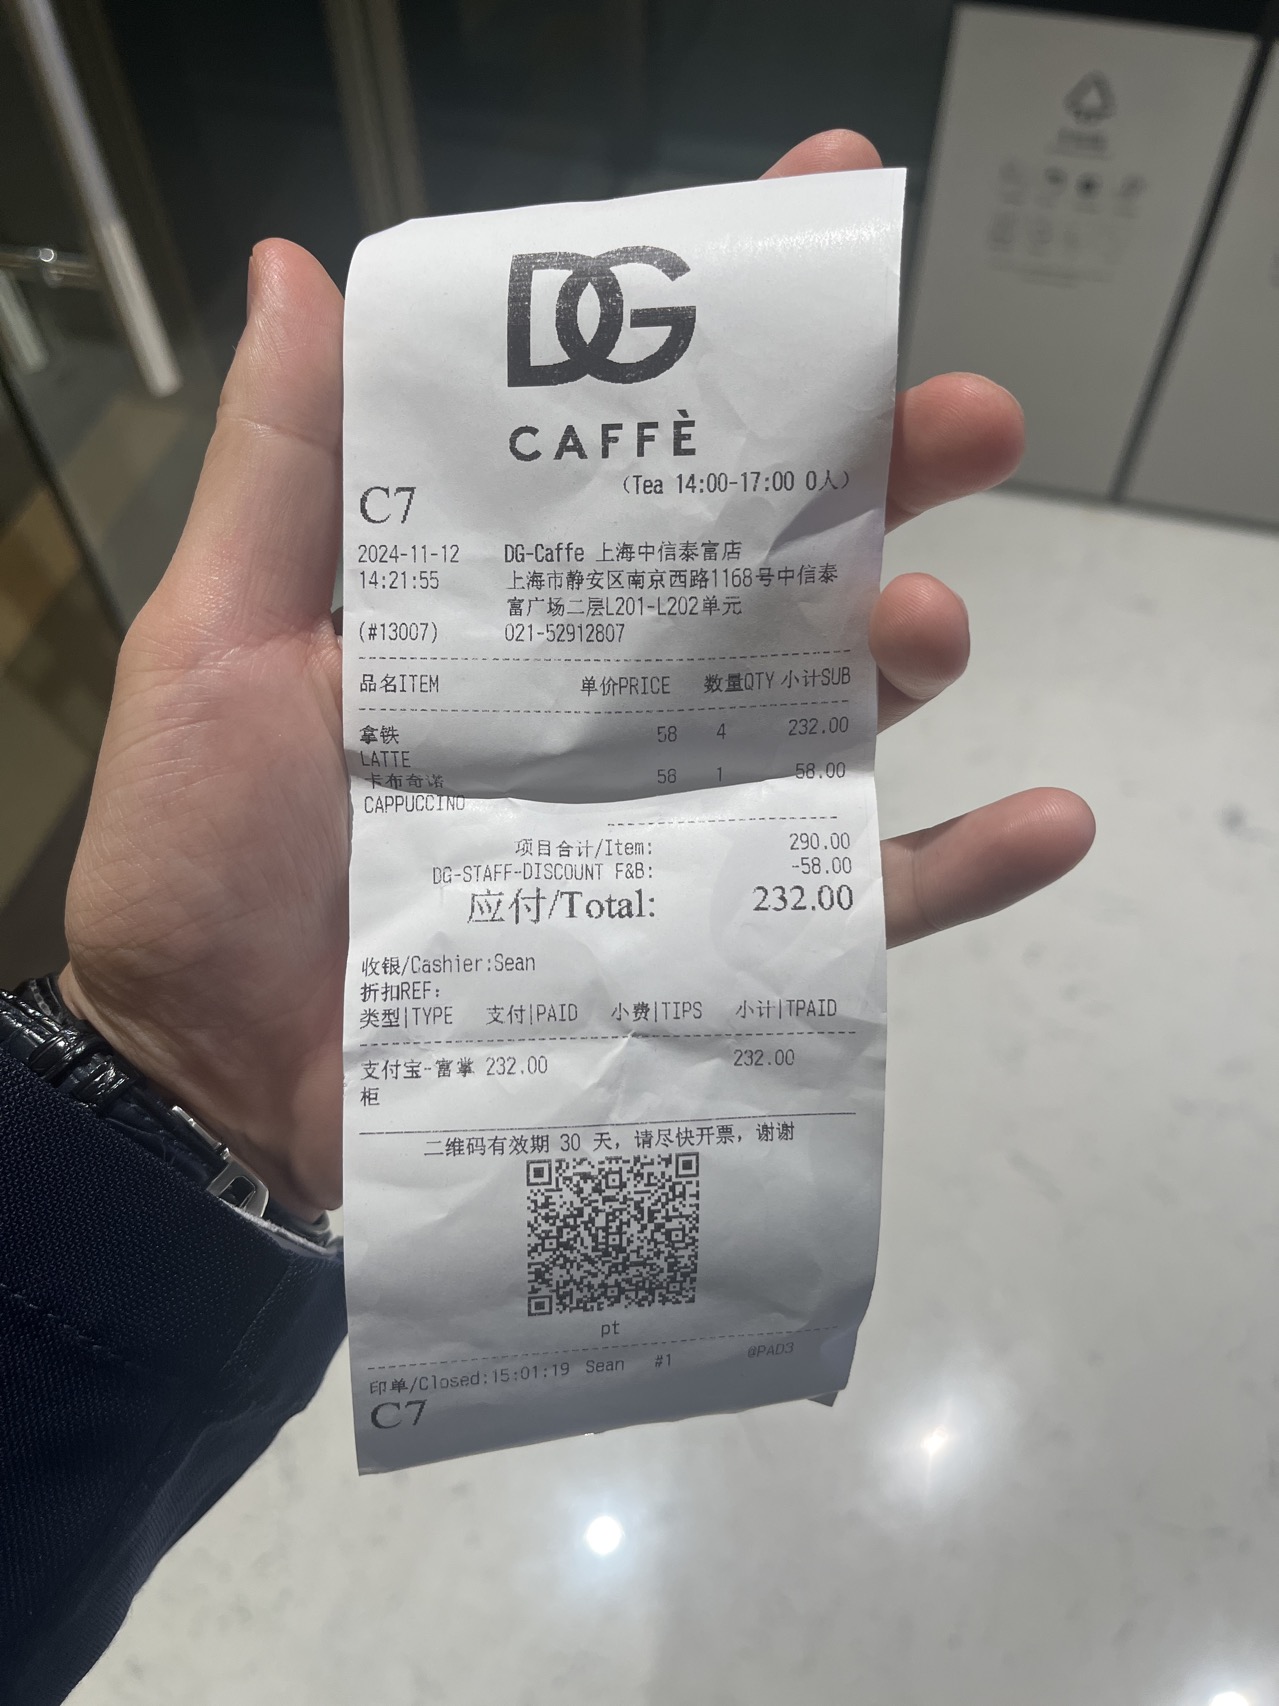 DG
CAFFÈ
(Tea 14:00-17:00 0人)
C7
2024-11-12 DG-Caffe 上海中信泰富店
14:21:55 上海市静安区南京西路1168号中信泰
富广场二层L201-L202单元
(#13007) 021-52912807
品名ITEM 单价PRICE 数量QTY 小计SUB
拿铁 58 4 232.00
LATTE
卡布奇诺 58 1 58.00
CAPPUCCINO
项目合计/Item: 290.00
DG-STAFF-DISCOUNT F&B: -58.00
应付/Total: 232.00
收银/Cashier:Sean
折扣REF:
类型|TYPE 支付|PAID 小费|TIPS 小计|TPAID
支付宝-富掌 232.00 232.00
柜
二维码有效期 30 天，请尽快开票，谢谢
pt
印单/Closed:15:01:19 Sean #1 @PAD3
C7